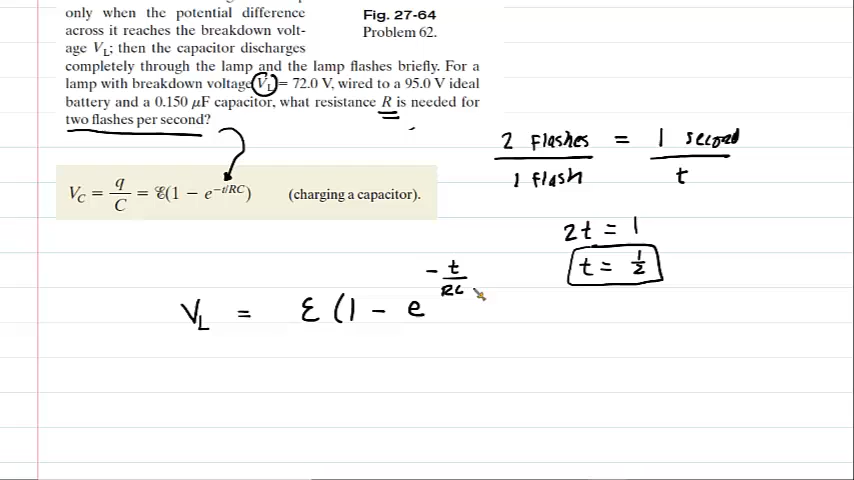 only when the potential difference
across it reaches the breakdown volt-
age V_L; then the capacitor discharges
completely through the lamp and the lamp flashes briefly. For a
lamp with breakdown voltage V_L = 72.0 V, wired to a 95.0 V ideal
battery and a 0.150 μF capacitor, what resistance R is needed for
two flashes per second?
Fig. 27-64
Problem 62.
2 flashes / 1 flash = 1 second / t
V_C = q/C = ℰ(1 − e^{−t/RC}) (charging a capacitor).
2t = 1
t = 1/2
V_L = ℰ (1 − e^{−t/RC}